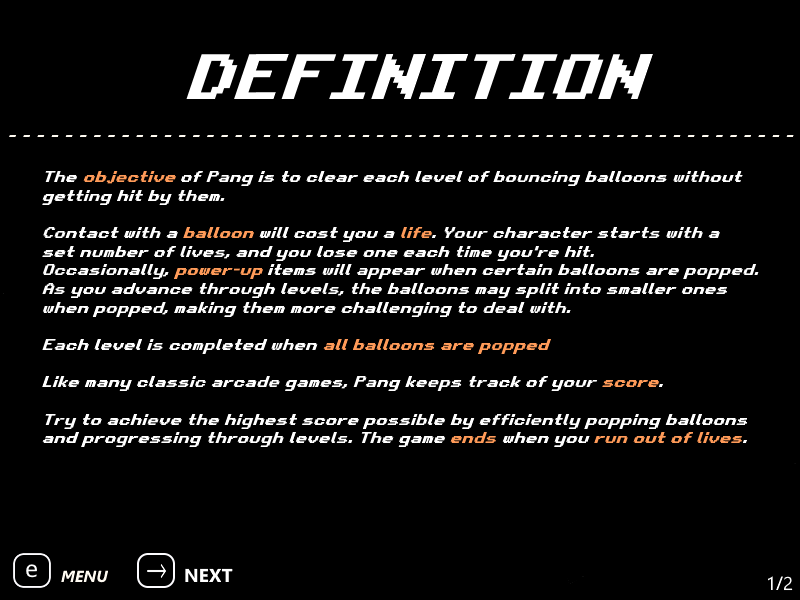 DEFINITION
The objective of Pang is to clear each level of bouncing balloons without
getting hit by them.
Contact with a balloon will cost you a life. Your character starts with a
set number of lives, and you lose one each time you're hit.
Occasionally, power-up items will appear when certain balloons are popped.
As you advance through levels, the balloons may split into smaller ones
when popped, making them more challenging to deal with.
Each level is completed when all balloons are popped
Like many classic arcade games, Pang keeps track of your score.
Try to achieve the highest score possible by efficiently popping balloons
and progressing through levels. The game ends when you run out of lives.
e MENU → NEXT
1/2